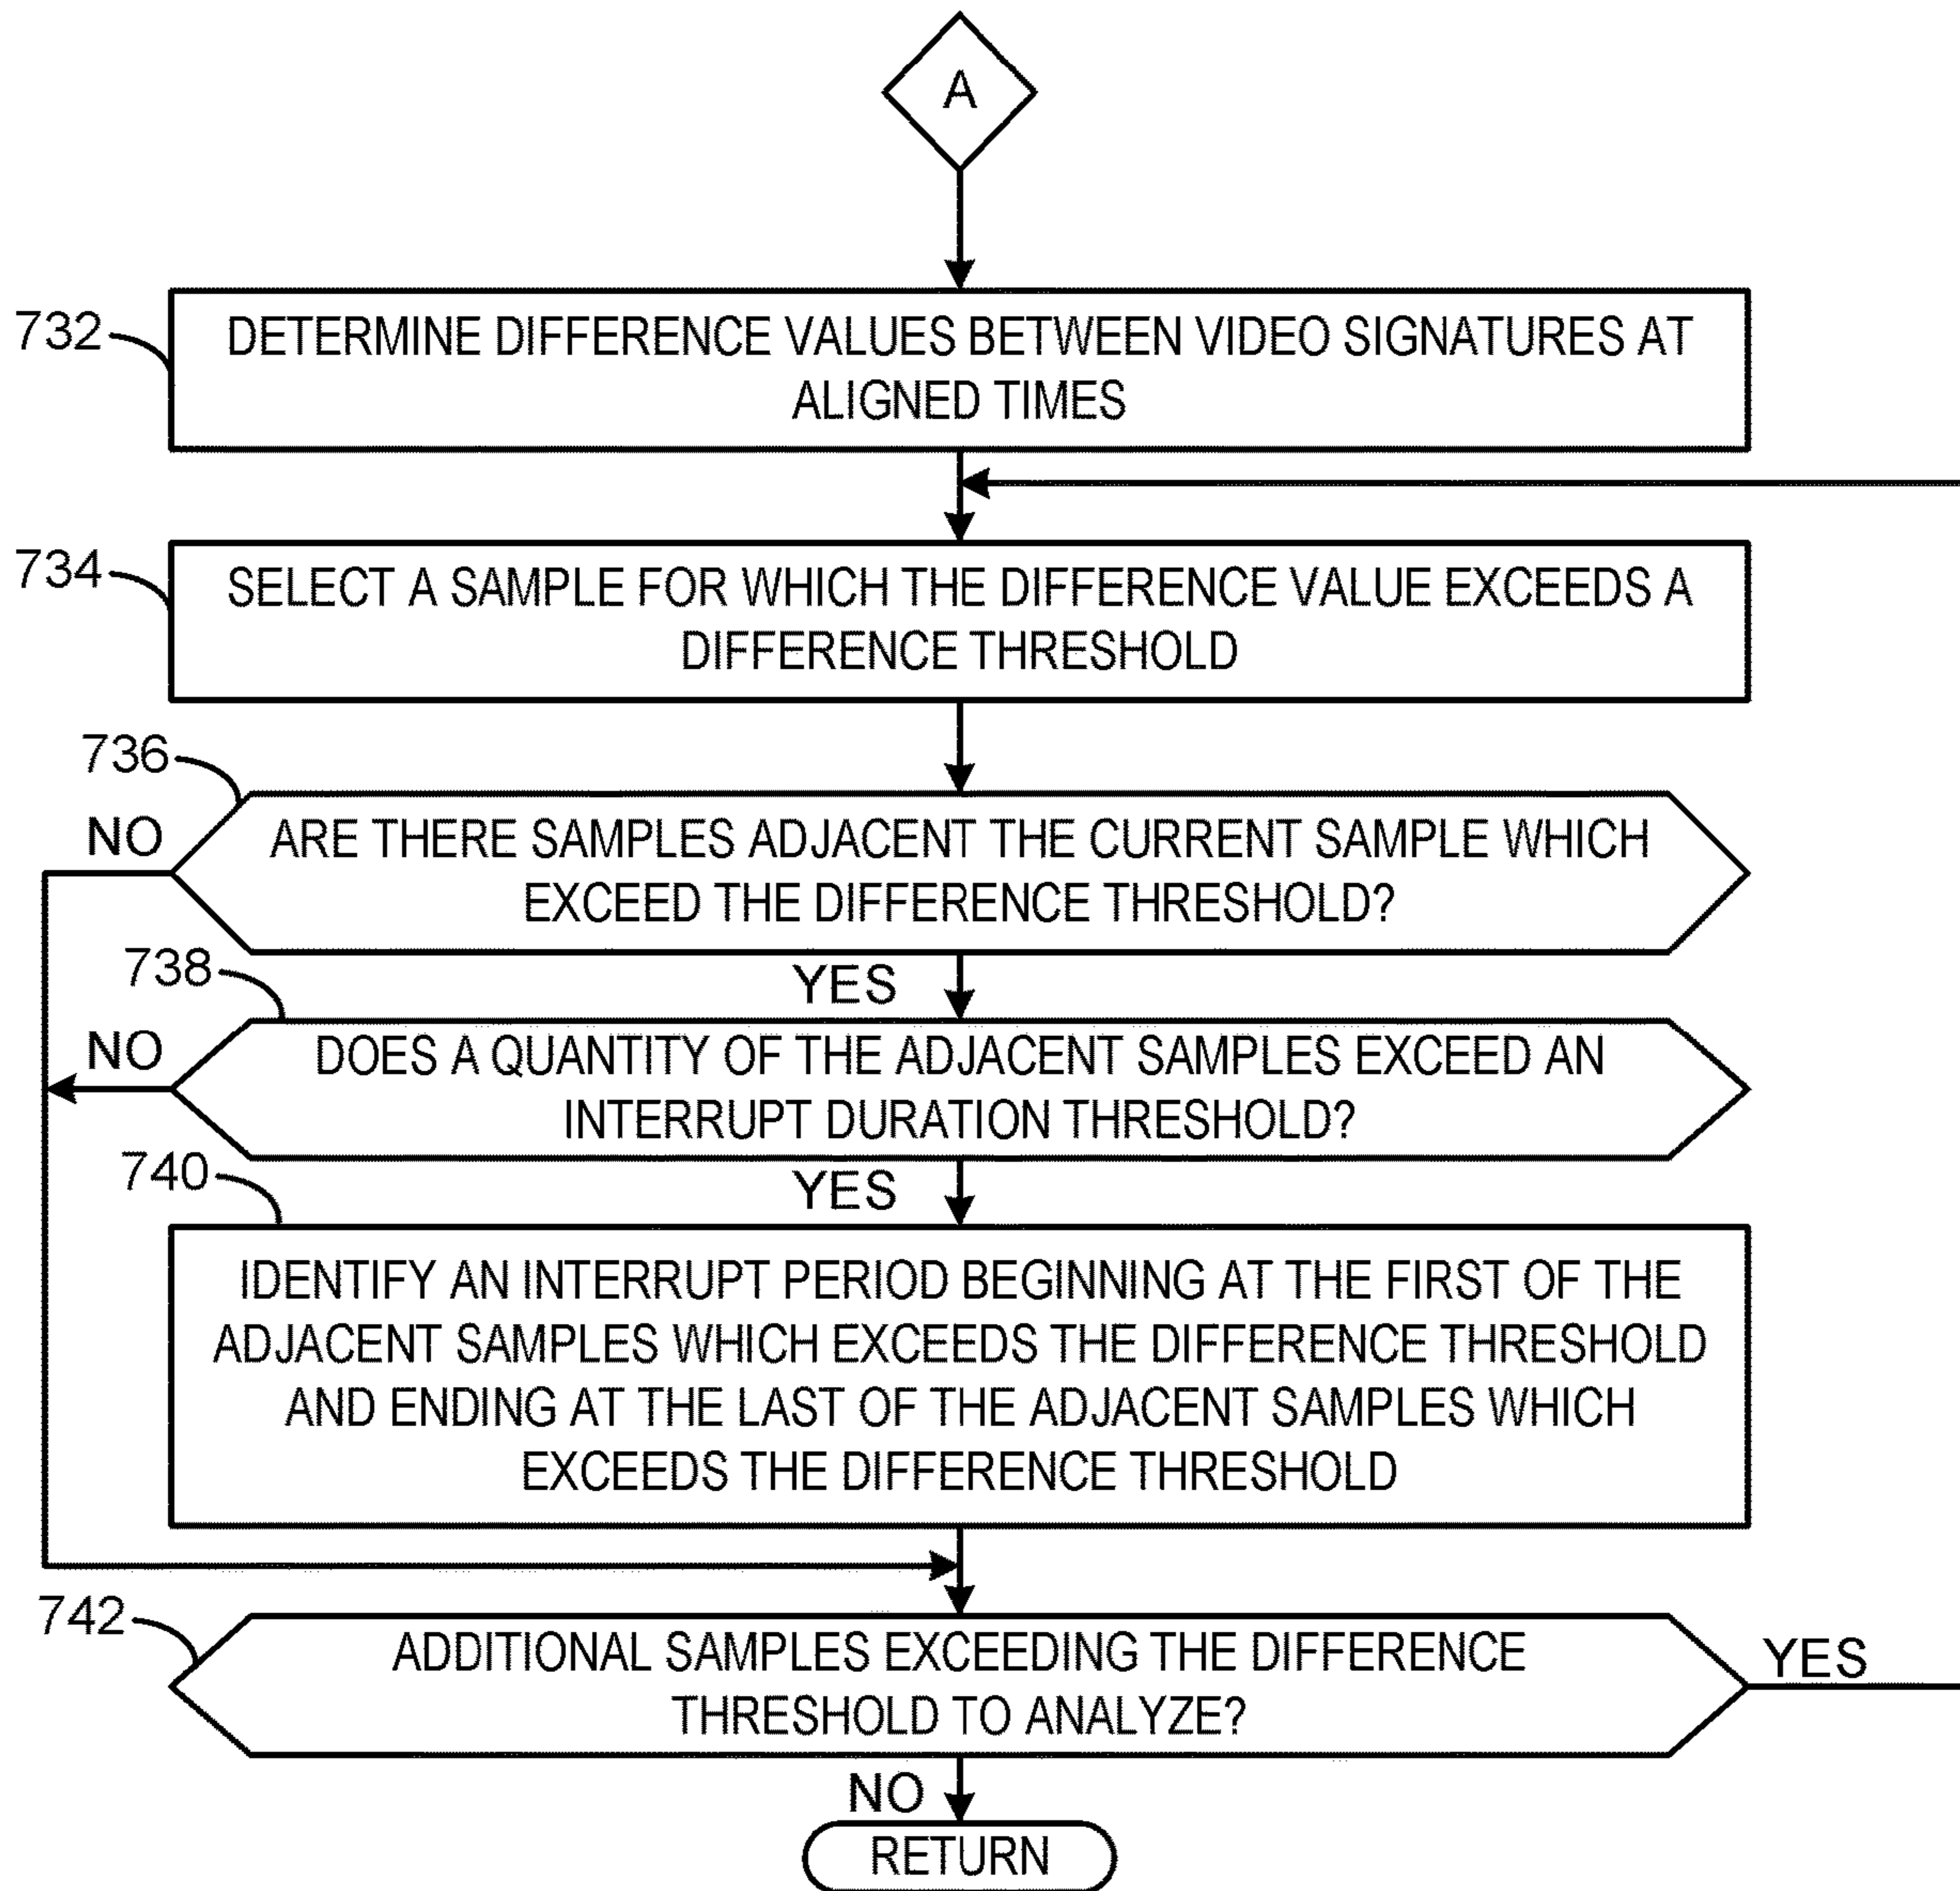 A
732
DETERMINE DIFFERENCE VALUES BETWEEN VIDEO SIGNATURES AT
ALIGNED TIMES
734
SELECT A SAMPLE FOR WHICH THE DIFFERENCE VALUE EXCEEDS A
DIFFERENCE THRESHOLD
736
NO
ARE THERE SAMPLES ADJACENT THE CURRENT SAMPLE WHICH
EXCEED THE DIFFERENCE THRESHOLD?
738
YES
NO
DOES A QUANTITY OF THE ADJACENT SAMPLES EXCEED AN
INTERRUPT DURATION THRESHOLD?
740
YES
IDENTIFY AN INTERRUPT PERIOD BEGINNING AT THE FIRST OF THE
ADJACENT SAMPLES WHICH EXCEEDS THE DIFFERENCE THRESHOLD
AND ENDING AT THE LAST OF THE ADJACENT SAMPLES WHICH
EXCEEDS THE DIFFERENCE THRESHOLD
742
ADDITIONAL SAMPLES EXCEEDING THE DIFFERENCE
THRESHOLD TO ANALYZE?
YES
NO
RETURN